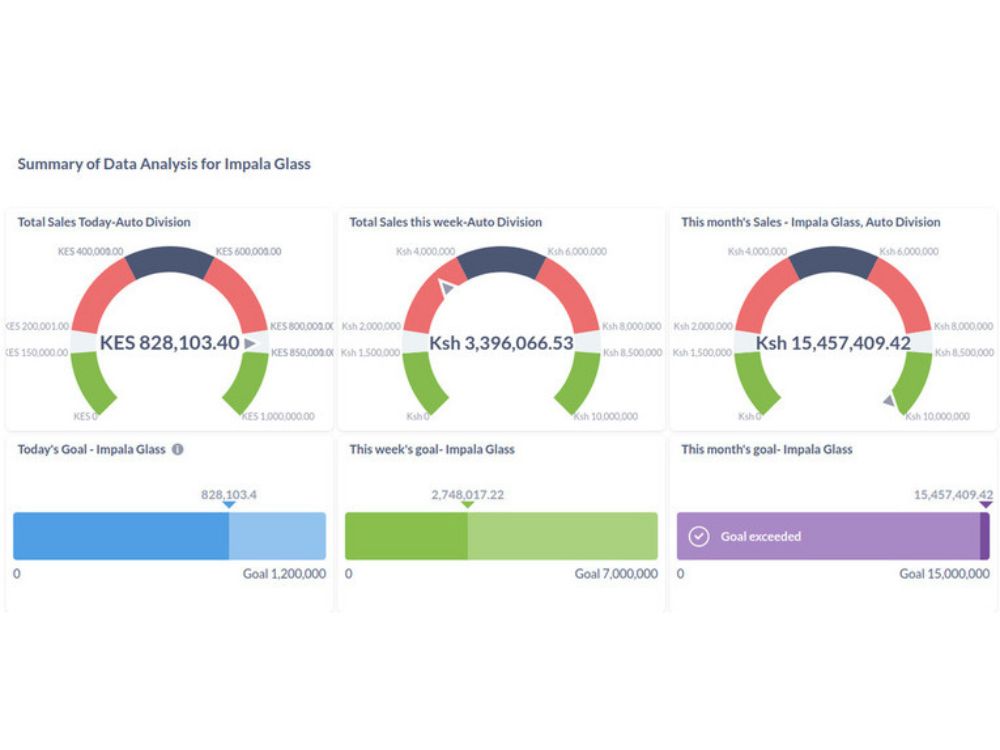 Summary of Data Analysis for Impala Glass
Total Sales Today-Auto Division
KES 400,000.00
KES 600,000.00
KES 200,001.00
KES 800,000.00
KES 828,103.40
KES 150,000.00
KES 850,000.00
KES 0
KES 1,000,000.00
Total Sales this week-Auto Division
Ksh 4,000,000
Ksh 6,000,000
Ksh 2,000,000
Ksh 8,000,000
Ksh 3,396,066.53
Ksh 1,500,000
Ksh 8,500,000
Ksh 0
Ksh 10,000,000
This month's Sales - Impala Glass, Auto Division
Ksh 4,000,000
Ksh 6,000,000
Ksh 2,000,000
Ksh 8,000,000
Ksh 15,457,409.42
Ksh 1,500,000
Ksh 8,500,000
Ksh 0
Ksh 10,000,000
Today's Goal - Impala Glass
828,103.4
0
Goal 1,200,000
This week's goal- Impala Glass
2,748,017.22
0
Goal 7,000,000
This month's goal- Impala Glass
15,457,409.42
Goal exceeded
0
Goal 15,000,000